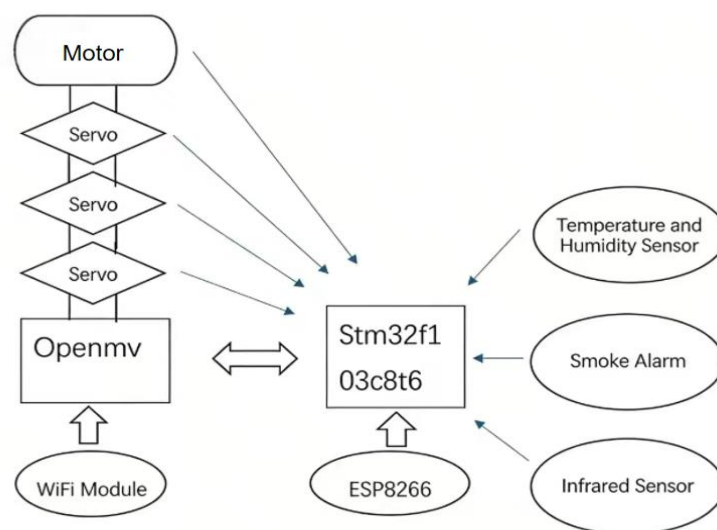 Motor
Servo
Servo
Servo
Openmv
Stm32f1
03c8t6
Temperature and
Humidity Sensor
Smoke Alarm
Infrared Sensor
WiFi Module
ESP8266